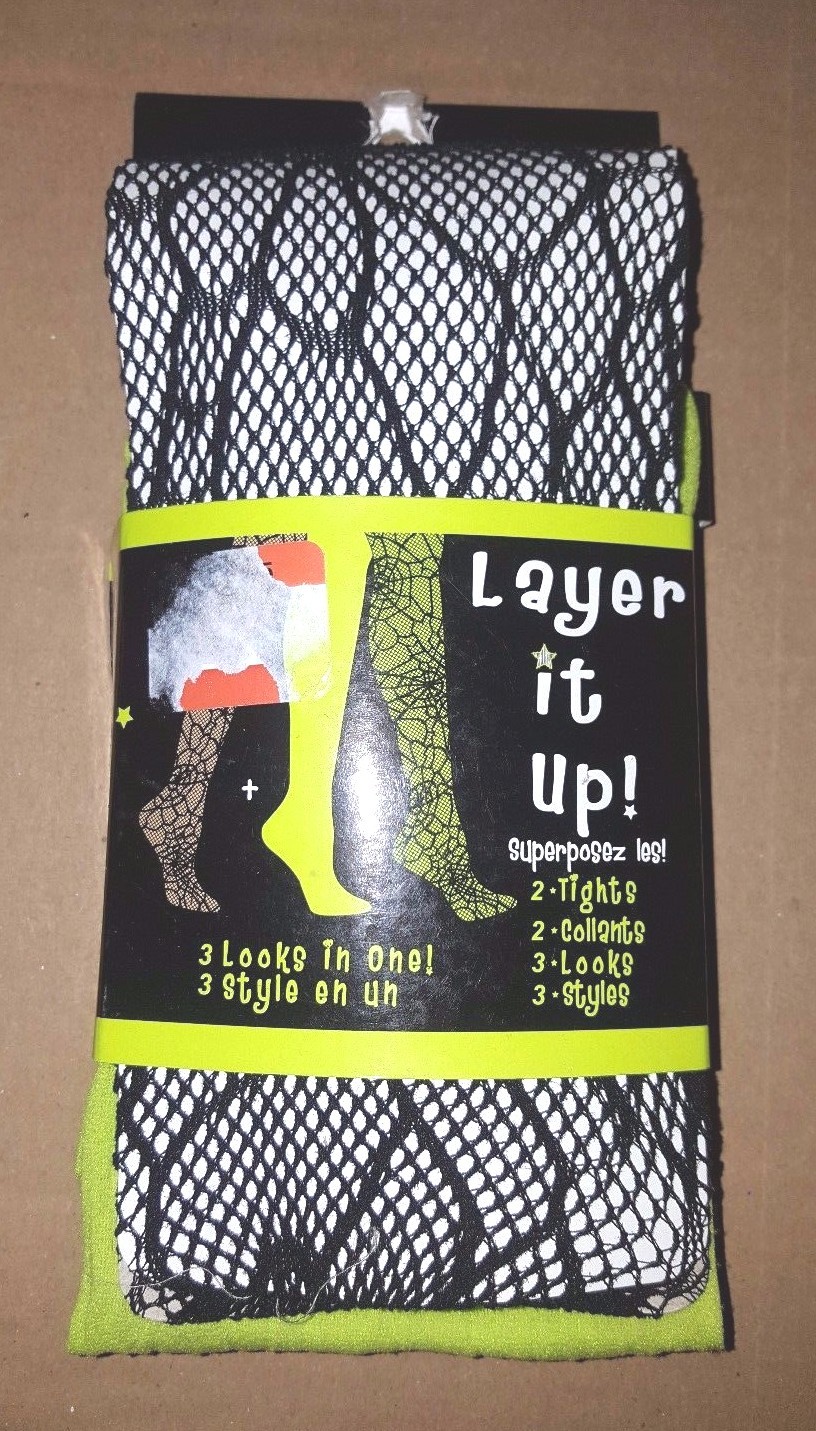 Layer
it
up!
Superposez les!
2 Tights
2 Collants
3 Looks
3 Styles
+
3 Looks in One!
3 Style en un